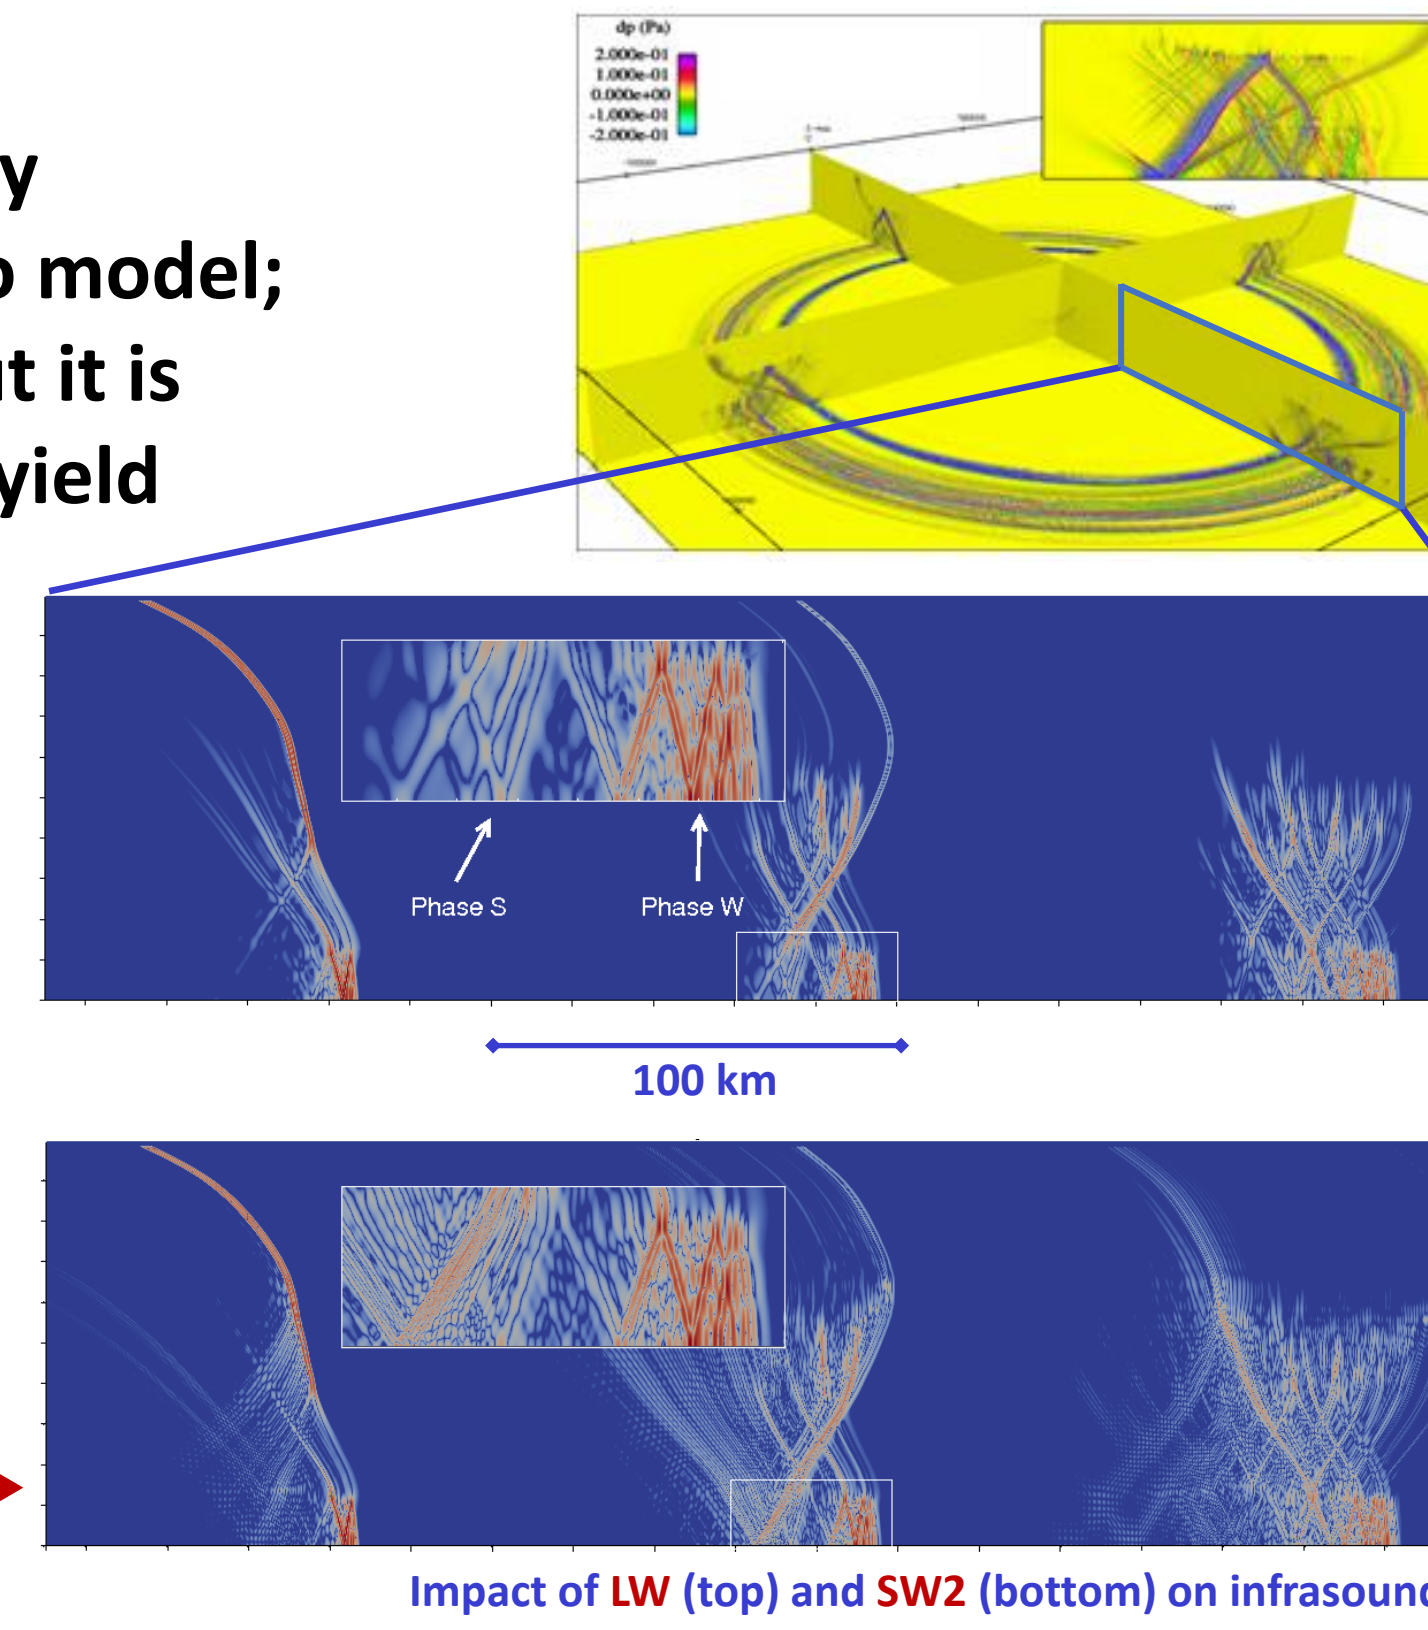 dp (Pa)
2.000e-01
1.000e-01
0.000e+00
-1.000e-01
-2.000e-01
y
model;
it is
yield
Phase S
Phase W
100 km
Impact of LW (top) and SW2 (bottom) on infrasound